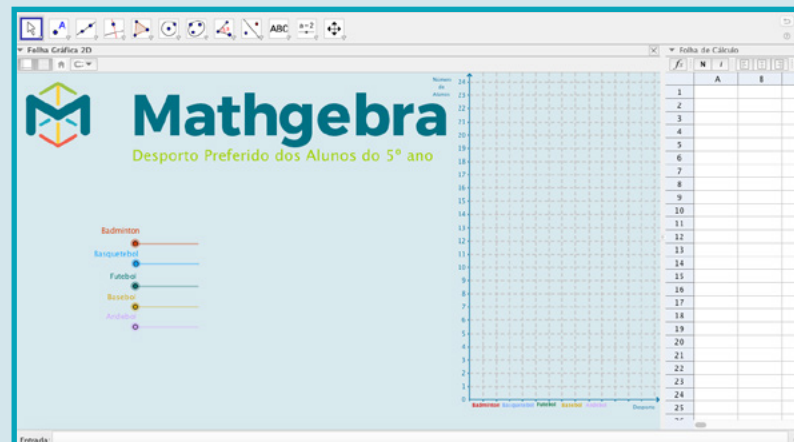 ABC
a=2
Folha Gráfica 2D
Folha de Cálculo
fx N I
A B
Mathgebra
Desporto Preferido dos Alunos do 5º ano
Badminton
Basquetebol
Futebol
Basebol
Andebol
Número
de
Alunos
24
23
22
21
20
19
18
17
16
15
14
13
12
11
10
9
8
7
6
5
4
3
2
1
0
Badminton Basquetebol Futebol Basebol Andebol Desporto
1
2
3
4
5
6
7
8
9
10
11
12
13
14
15
16
17
18
19
20
21
22
23
24
25
Entrada: